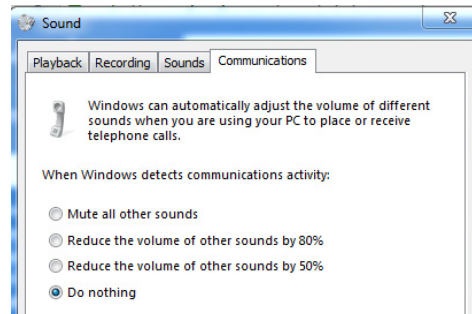 Sound
Playback Recording Sounds Communications
Windows can automatically adjust the volume of different
sounds when you are using your PC to place or receive
telephone calls.
When Windows detects communications activity:
Mute all other sounds
Reduce the volume of other sounds by 80%
Reduce the volume of other sounds by 50%
Do nothing